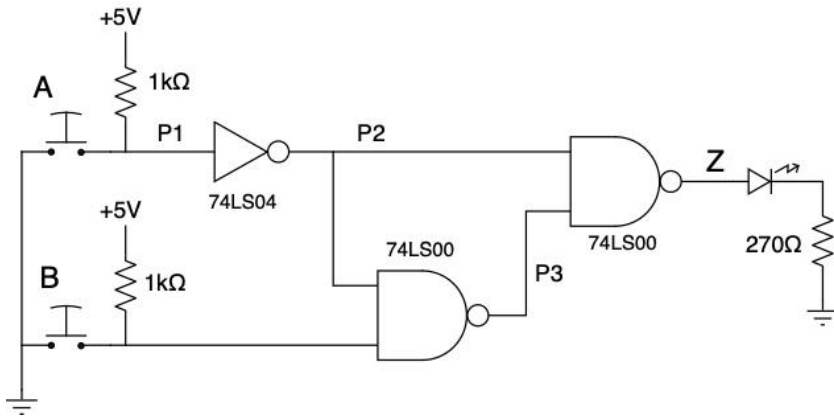 +5V
1kΩ
A
P1
P2
74LS04
Z
74LS00
270Ω
+5V
1kΩ
B
74LS00
P3